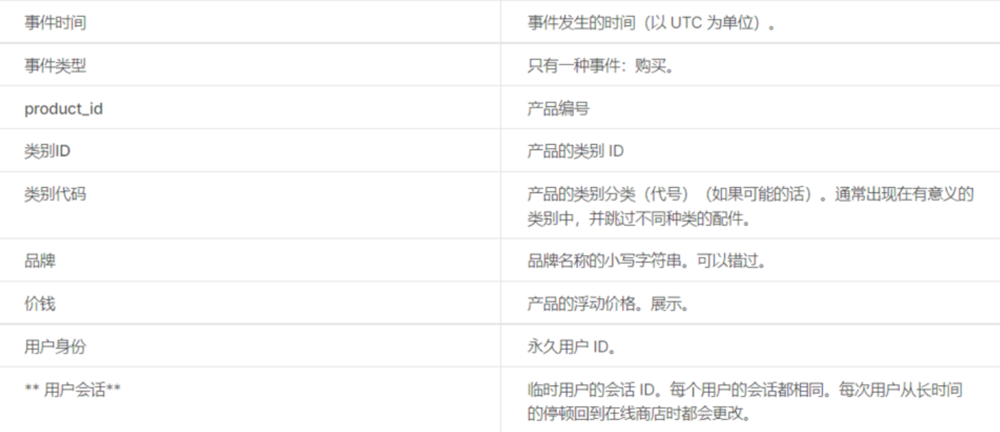 事件时间 事件发生的时间（以 UTC 为单位）。
事件类型 只有一种事件：购买。
product_id 产品编号
类别ID 产品的类别 ID
类别代码 产品的类别分类（代号）（如果可能的话）。通常出现在有意义的
类别中，并跳过不同种类的配件。
品牌 品牌名称的小写字符串。可以错过。
价钱 产品的浮动价格。展示。
用户身份 永久用户 ID。
** 用户会话** 临时用户的会话 ID。每个用户的会话都相同。每次用户从长时间
的停顿回到在线商店时都会更改。